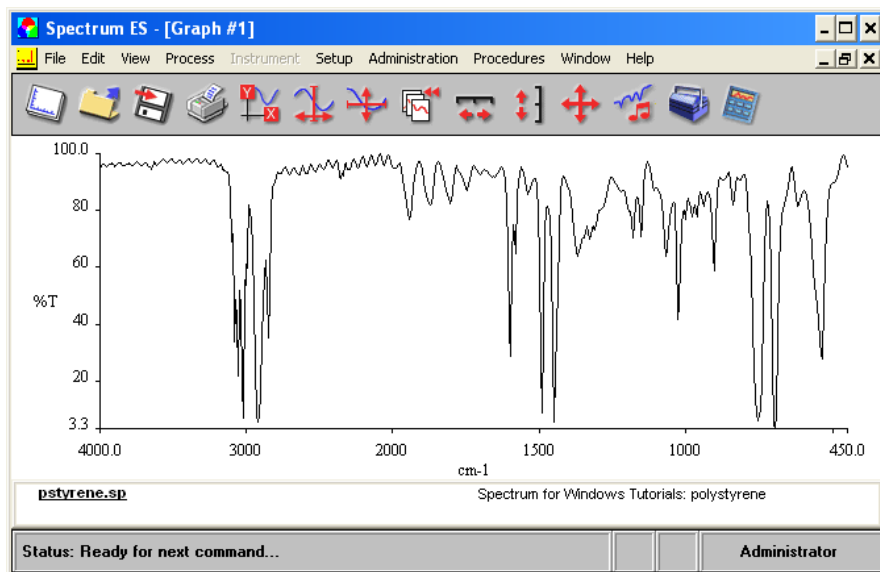 Spectrum ES - [Graph #1]
File Edit View Process Instrument Setup Administration Procedures Window Help
Y
X
100.0
80
60
%T
40
20
3.3
4000.0 3000 2000 1500 1000 450.0
cm-1
pstyrene.sp Spectrum for Windows Tutorials: polystyrene
Status: Ready for next command... Administrator